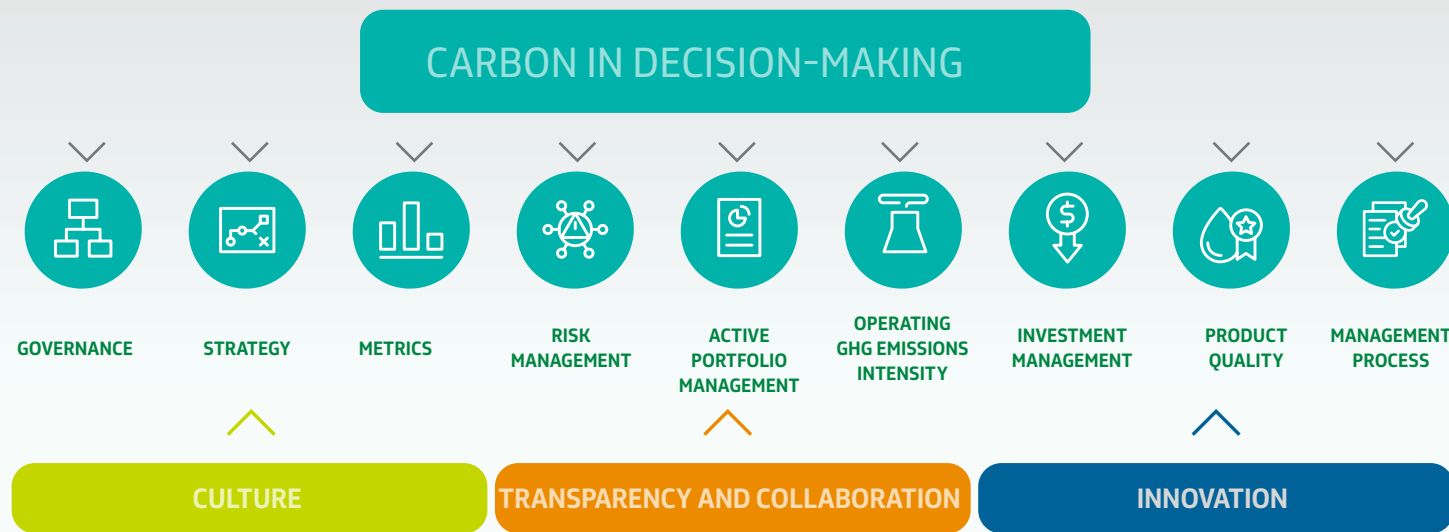 CARBON IN DECISION-MAKING
GOVERNANCE
STRATEGY
METRICS
RISK
MANAGEMENT
ACTIVE
PORTFOLIO
MANAGEMENT
OPERATING
GHG EMISSIONS
INTENSITY
INVESTMENT
MANAGEMENT
PRODUCT
QUALITY
MANAGEMENT
PROCESS
CULTURE
TRANSPARENCY AND COLLABORATION
INNOVATION